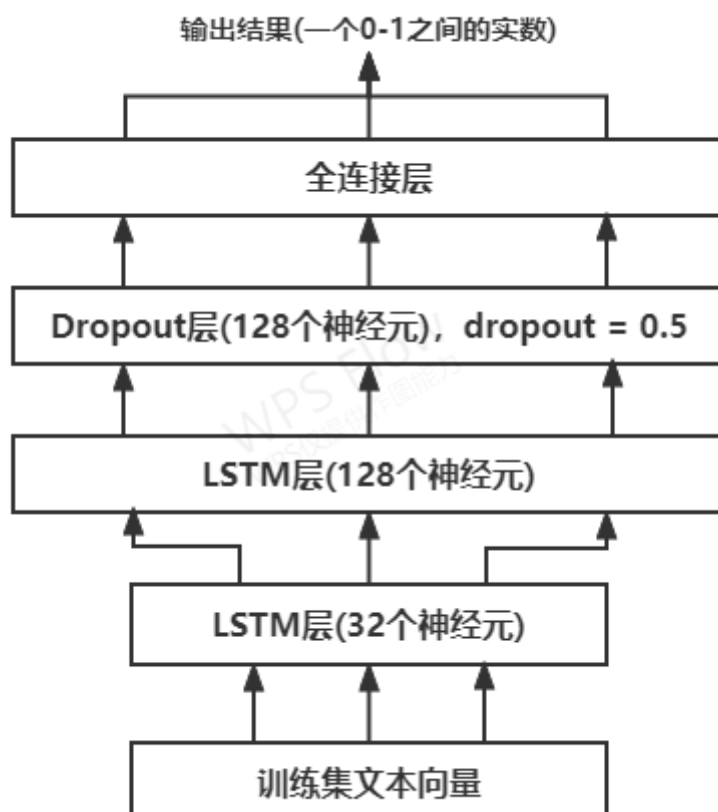 输出结果(一个0-1之间的实数)
全连接层
Dropout层(128个神经元)，dropout = 0.5
WPS Flow
LSTM层(128个神经元)
LSTM层(32个神经元)
训练集文本向量